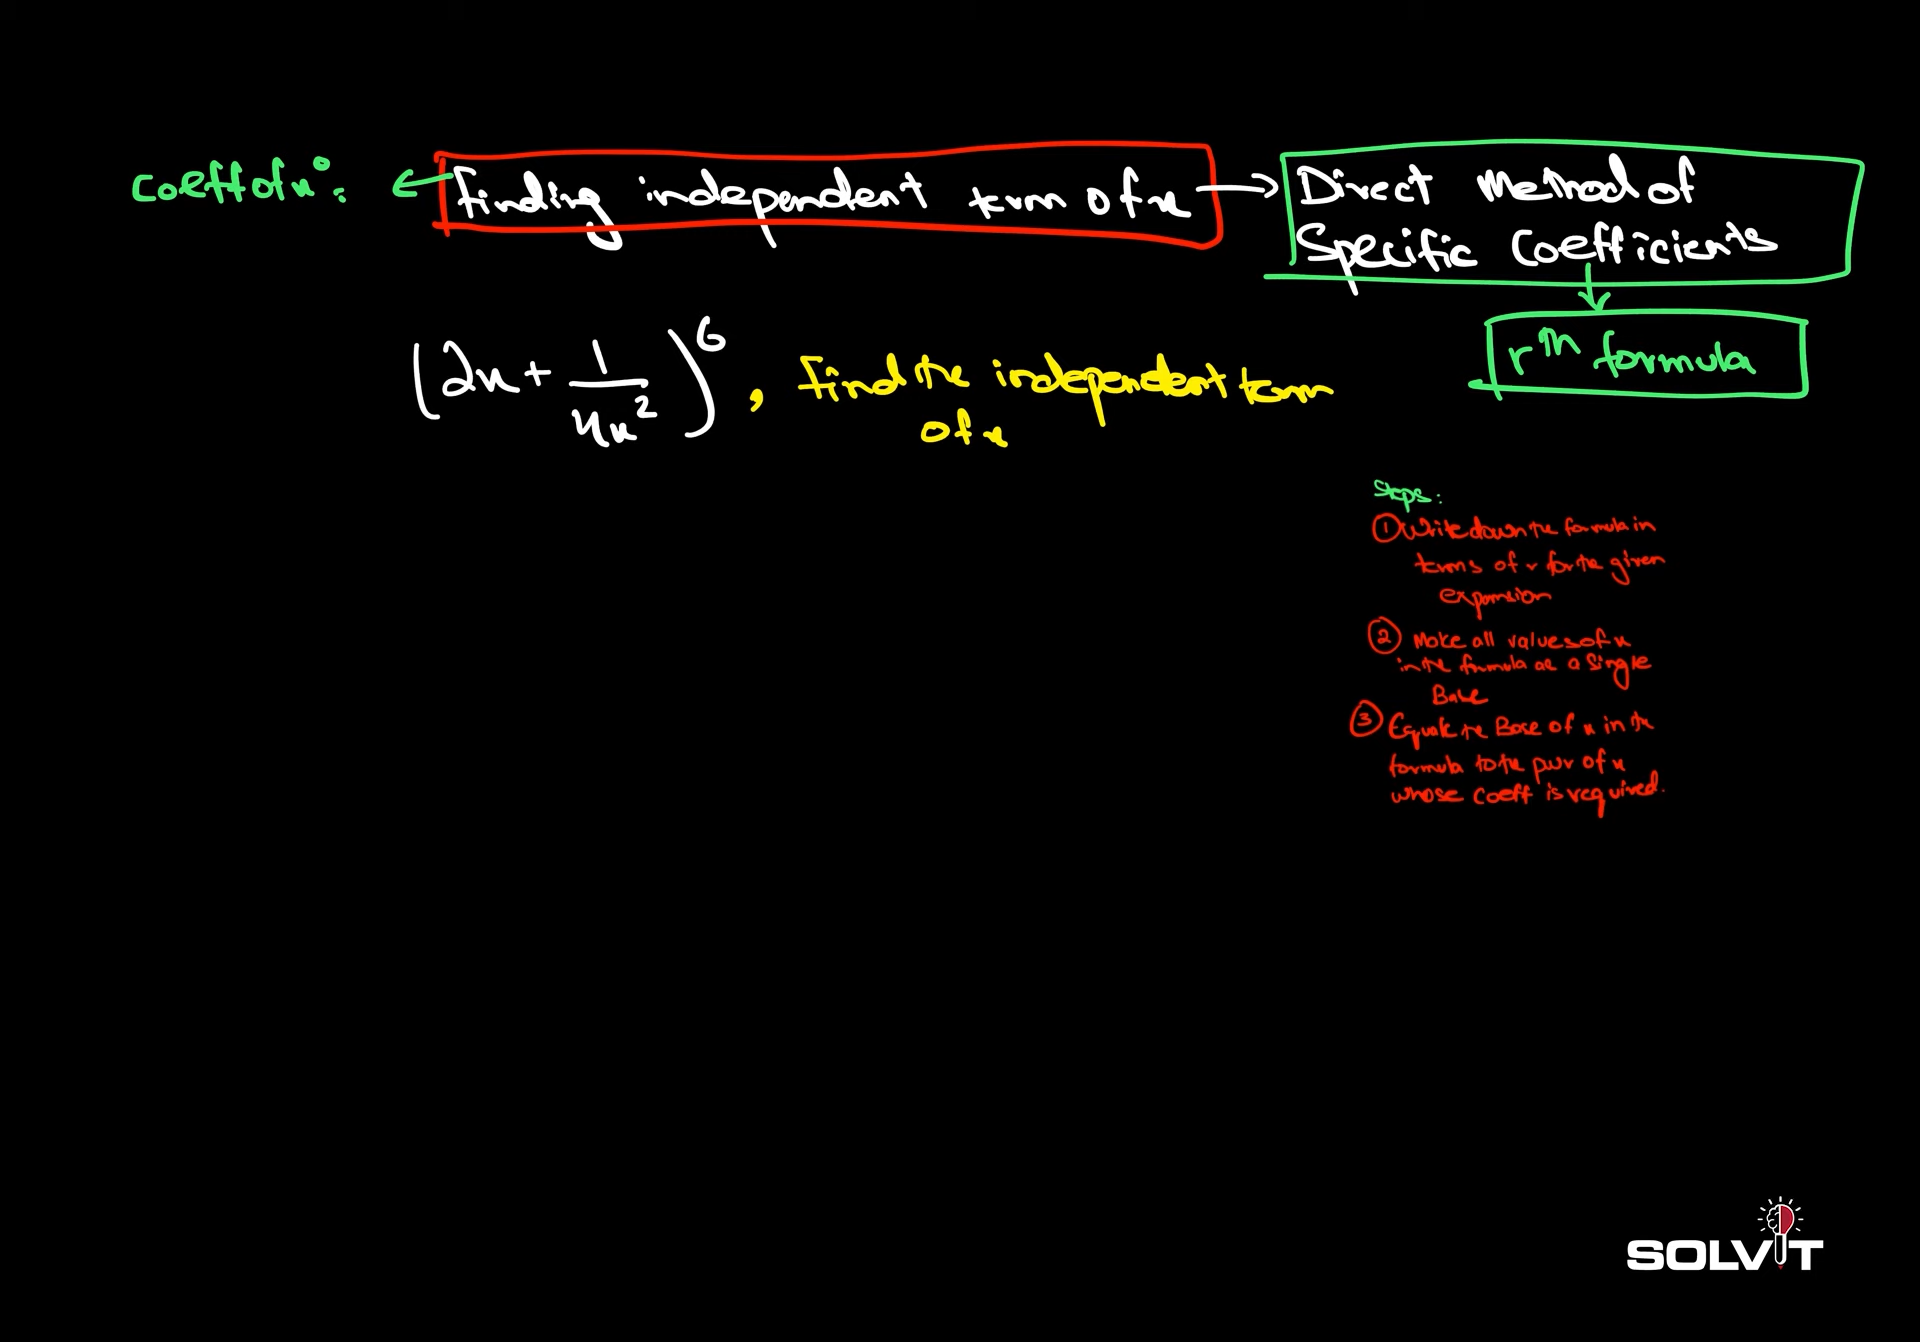 Coeff of x⁰:
Finding independent term of x
Direct Method of
Specific Coefficients
rth formula
(2x + 1/4x²)⁶, Find the independent term
of x
Steps:
① Write down the formula in
terms of r for the given
expansion
② Make all values of x
in the formula as a single
Base
③ Equate the Base of x in the
formula to the pwr of x
whose coeff is required.
SOLVIT